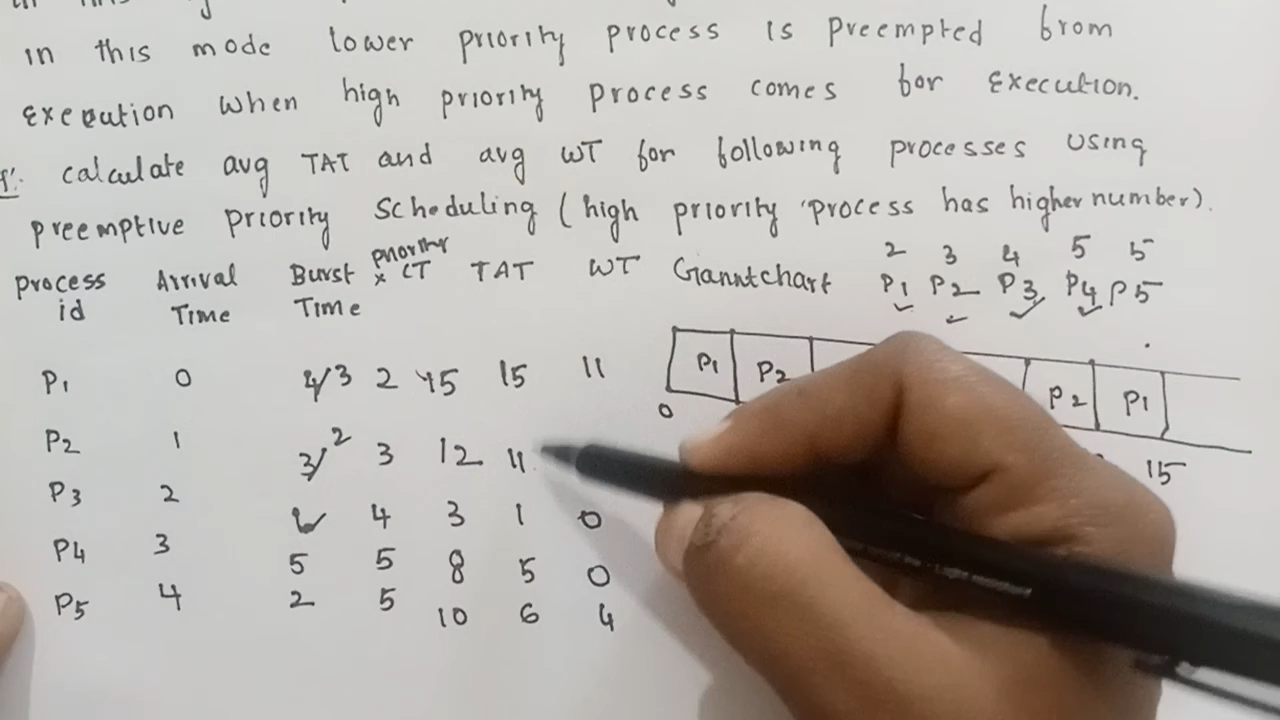 in this mode lower priority process is preempted from
execution when high priority process comes for execution.
calculate avg TAT and avg WT for following processes using
preemptive priority scheduling (high priority process has higher number).
process id Arrival Time Burst Time priority CT TAT WT Ganntchart
2 3 4 5 5
P1 P2 P3 P4 P5
P1 0 4 3 2 15 15 11
P2 1 3 2 3 12 11
P3 2 4 3 1 0
P4 3 5 5 8 5 0
P5 4 2 5 10 6 4
P1 P2 P2 P1
0 15